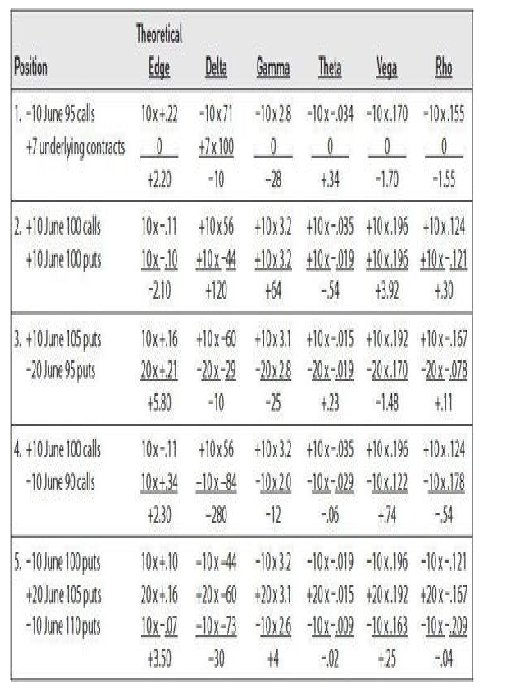 Theoretical
Position Edge Delta Gamma Theta Vega Rho
1. -10 June 95 calls 10x+.22 -10x71 -10x2.8 -10x-.034 -10x.170 -10x.155
+7 underlying contracts 0 +7x100 0 0 0 0
+2.20 -10 -28 +.34 -1.70 -1.55
2. +10 June 100 calls 10x-.11 +10x56 +10x3.2 +10x-.035 +10x.196 +10x.124
+10 June 100 puts 10x-.10 +10x-44 +10x3.2 +10x-.019 +10x.196 +10x-.121
-2.10 +120 +64 -.54 +3.92 +.30
3. +10 June 105 puts 10x+.16 +10x-60 +10x3.1 +10x-.015 +10x.192 +10x-.167
-20 June 95 puts 20x+.21 -20x-29 -20x2.8 -20x-.019 -20x.170 -20x-.078
+5.80 -10 -25 +.23 -1.48 +.11
4. +10 June 100 calls 10x-.11 +10x56 +10x3.2 +10x-.035 +10x.196 +10x.124
-10 June 90 calls 10x+.34 -10x-84 -10x2.0 -10x-.029 -10x.122 -10x.178
+2.30 -280 -12 -.06 +.74 -.54
5. -10 June 100 puts 10x+.10 -10x-44 -10x3.2 -10x-.019 -10x.196 -10x-.121
+20 June 105 puts 20x+.16 +20x-60 +20x3.1 +20x-.015 +20x.192 +20x-.167
-10 June 110 puts 10x-.07 -10x-73 -10x2.6 -10x-.009 -10x.163 -10x-.209
+3.50 -30 +4 -.02 +.25 -.04